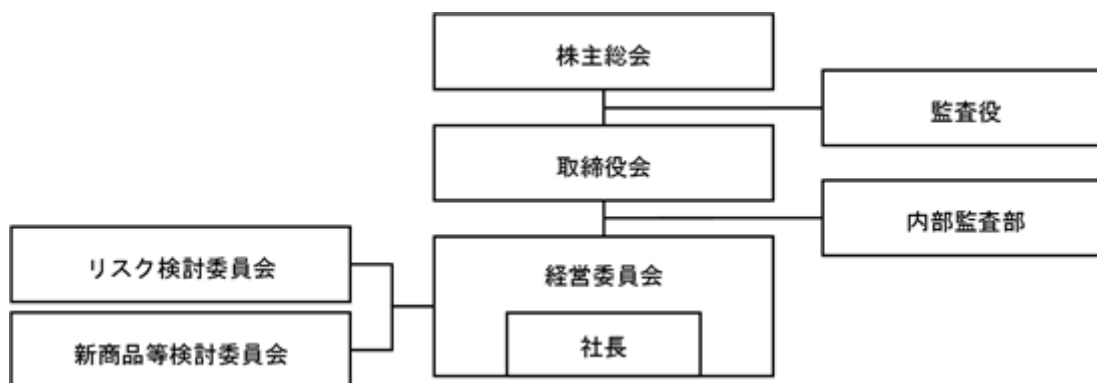 株主総会
監査役
取締役会
内部監査部
リスク検討委員会
経営委員会
新商品等検討委員会
社長